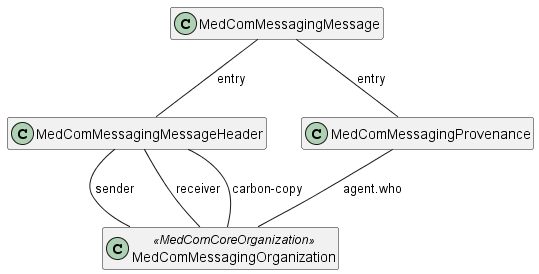 C MedComMessagingMessage
entry
entry
C MedComMessagingMessageHeader
C MedComMessagingProvenance
sender
receiver
carbon-copy
agent.who
C «MedComCoreOrganization»
MedComMessagingOrganization